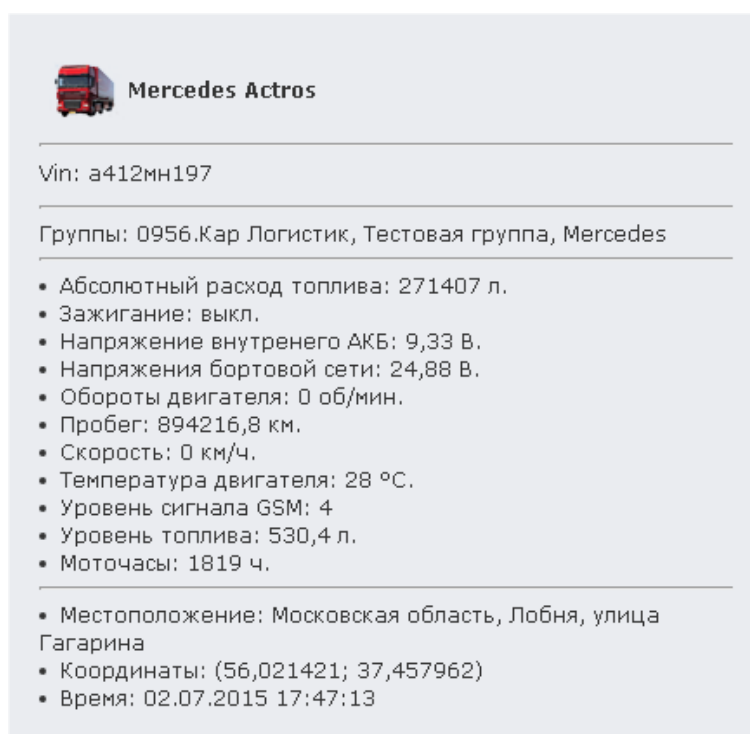 Mercedes Actros
Vin: а412мн197
Группы: 0956.Кар Логистик, Тестовая группа, Mercedes
• Абсолютный расход топлива: 271407 л.
• Зажигание: выкл.
• Напряжение внутренего АКБ: 9,33 В.
• Напряжения бортовой сети: 24,88 В.
• Обороты двигателя: 0 об/мин.
• Пробег: 894216,8 км.
• Скорость: 0 км/ч.
• Температура двигателя: 28 °C.
• Уровень сигнала GSM: 4
• Уровень топлива: 530,4 л.
• Моточасы: 1819 ч.
• Местоположение: Московская область, Лобня, улица
Гагарина
• Координаты: (56,021421; 37,457962)
• Время: 02.07.2015 17:47:13